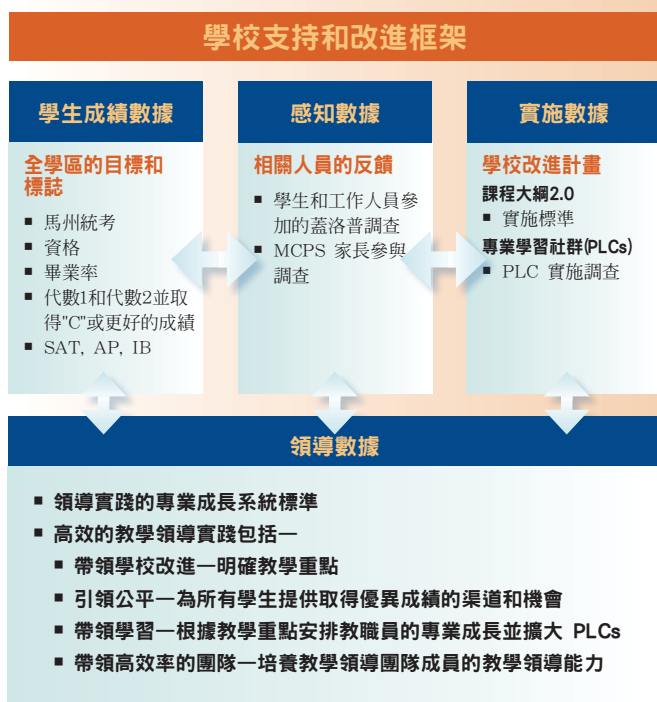 學校支持和改進框架
學生成績數據
全學區的目標和
標誌
■ 馬州統考
■ 資格
■ 畢業率
■ 代數1和代數2並取
得"C"或更好的成績
■ SAT, AP, IB
感知數據
相關人員的反饋
■ 學生和工作人員參
加的蓋洛普調查
■ MCPS 家長參與
調查
實施數據
學校改進計畫
課程大綱2.0
■ 實施標準
專業學習社群(PLCs)
■ PLC 實施調查
領導數據
■ 領導實踐的專業成長系統標準
■ 高效的教學領導實踐包括—
■ 帶領學校改進—明確教學重點
■ 引領公平—為所有學生提供取得優異成績的渠道和機會
■ 帶領學習—根據教學重點安排教職員的專業成長並擴大 PLCs
■ 帶領高效率的團隊—培養教學領導團隊成員的教學領導能力